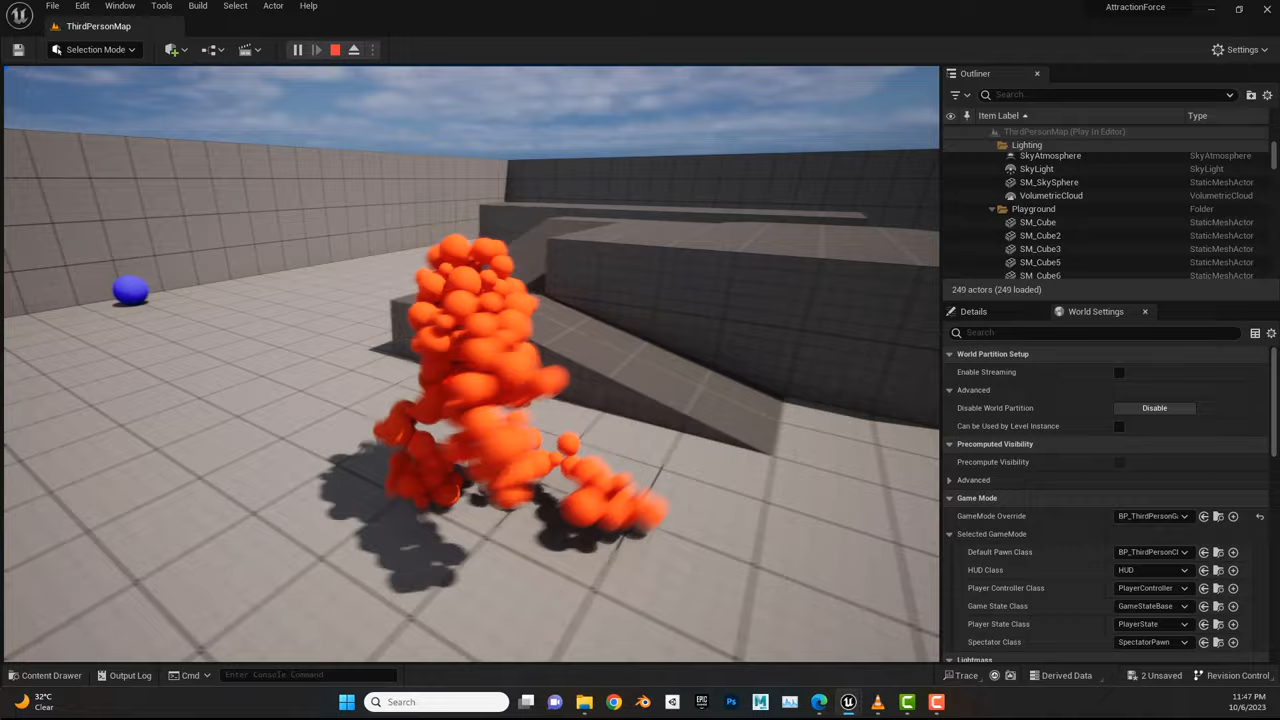 File Edit Window Tools Build Select Actor Help
AttractionForce
ThirdPersonMap
Selection Mode
Settings
Outliner
Search...
Item Label
Type
ThirdPersonMap (Play In Editor)
Lighting
SkyAtmosphere SkyAtmosphere
SkyLight SkyLight
SM_SkySphere StaticMeshActor
VolumetricCloud VolumetricCloud
Playground Folder
SM_Cube StaticMeshActor
SM_Cube2 StaticMeshActor
SM_Cube3 StaticMeshActor
SM_Cube5 StaticMeshActor
SM_Cube6 StaticMeshActor
249 actors (249 loaded)
Details
World Settings
Search
World Partition Setup
Enable Streaming
Advanced
Disable World Partition Disable
Can be Used by Level Instance
Precomputed Visibility
Precompute Visibility
Advanced
Game Mode
GameMode Override BP_ThirdPersonG
Selected GameMode
Default Pawn Class BP_ThirdPersonCl
HUD Class HUD
Player Controller Class PlayerController
Game State Class GameStateBase
Player State Class PlayerState
Spectator Class SpectatorPawn
Lightmass
Content Drawer
Output Log
Cmd
Enter Console Command
Trace
Derived Data
2 Unsaved
Revision Control
32°C
Clear
Search
EPIC
Ps
M
11:47 PM
10/6/2023